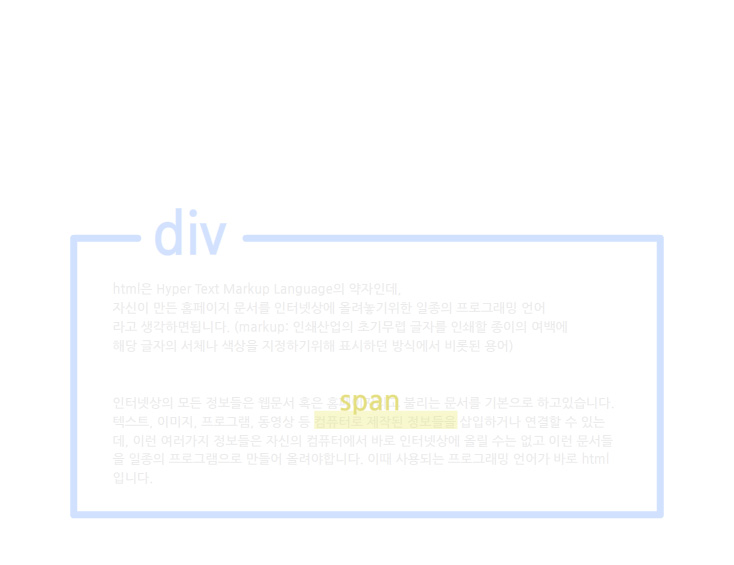 div
html은 Hyper Text Markup Language의 약자인데,
자신이 만든 홈페이지 문서를 인터넷상에 올려놓기위한 일종의 프로그래밍 언어
라고 생각하면됩니다. (markup: 인쇄산업의 초기무렵 글자를 인쇄할 종이의 여백에
해당 글자의 서체나 색상을 지정하기위해 표시하던 방식에서 비롯된 용어)
인터넷상의 모든 정보들은 웹문서 혹은 불리는 문서를 기본으로 하고있습니다.
span
텍스트, 이미지, 프로그램, 동영상 등 컴퓨터로 제작된 정보들을 삽입하거나 연결할 수 있는
데, 이런 여러가지 정보들은 자신의 컴퓨터에서 바로 인터넷상에 올릴 수는 없고 이런 문서들
을 일종의 프로그램으로 만들어 올려야합니다. 이때 사용되는 프로그래밍 언어가 바로 html
입니다.